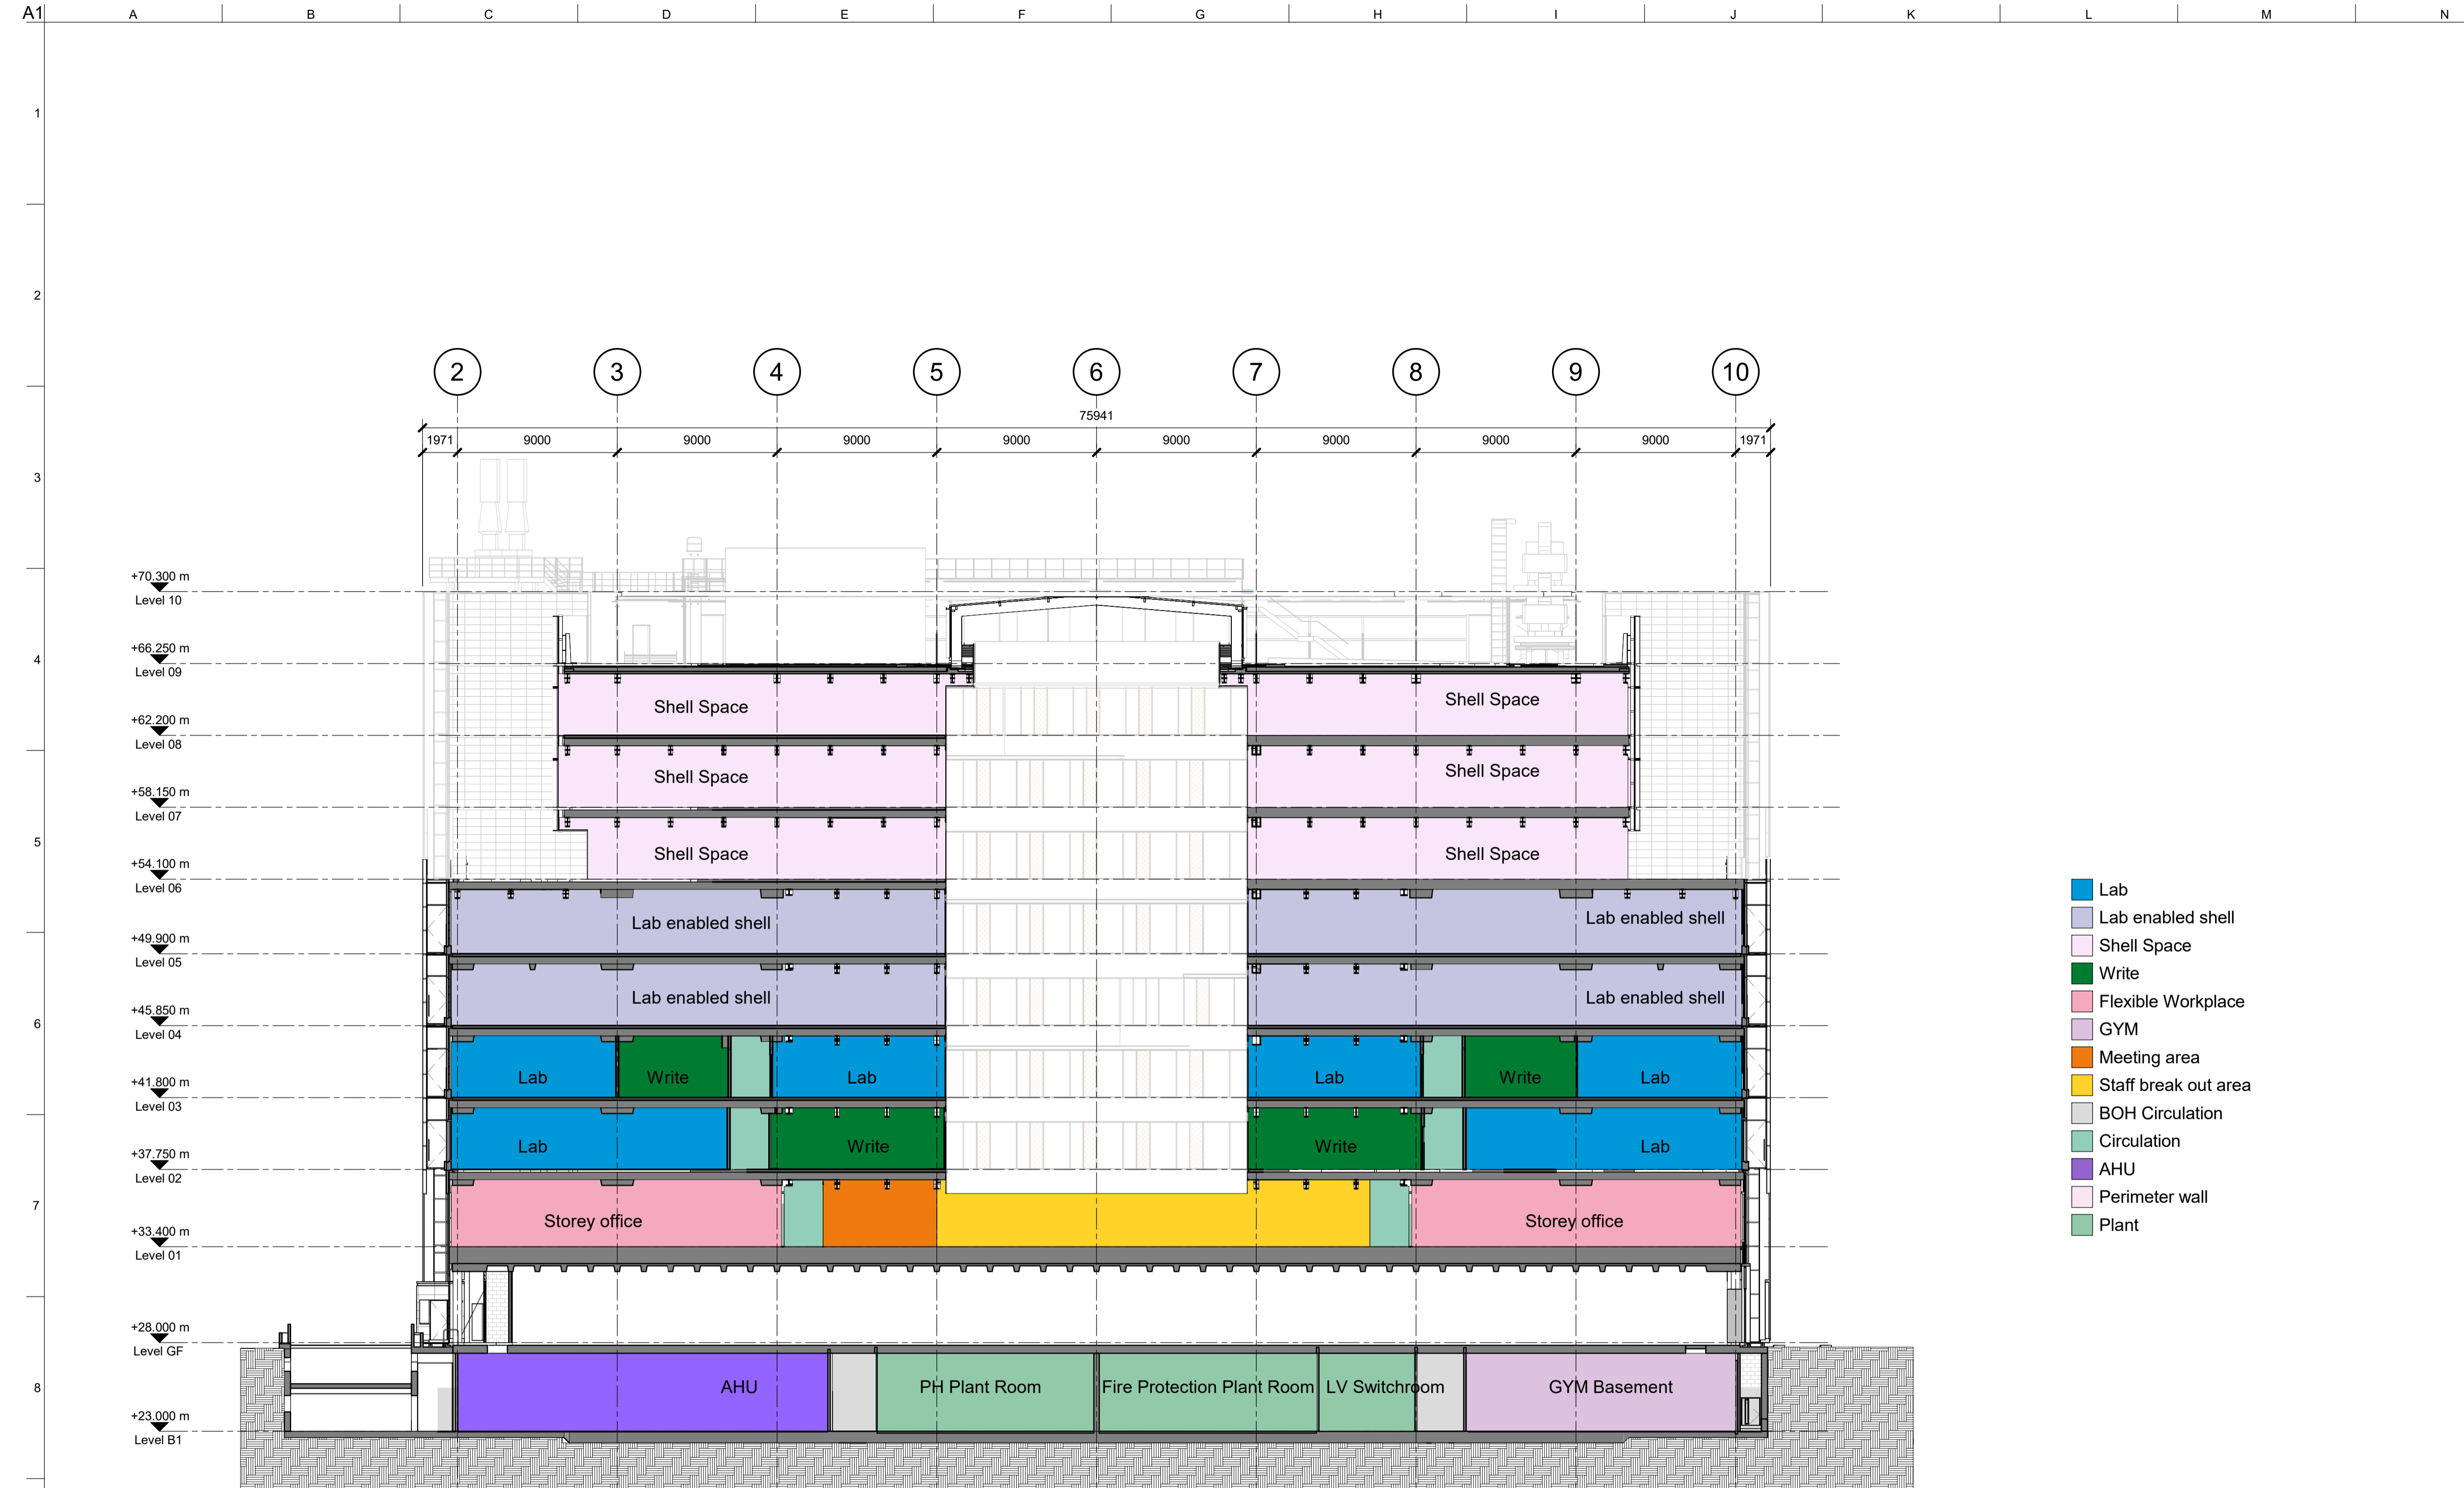 A1
A B C D E F G H I J K L M N
1
2
2 3 4 5 6 7 8 9 10
75941
1971 9000 9000 9000 9000 9000 9000 9000 9000 1971
3
+70.300 m
Level 10
+66.250 m
4
Level 09
Shell Space Shell Space
+62.200 m
Level 08
Shell Space Shell Space
+58.150 m
Level 07
5
Shell Space Shell Space
+54.100 m
Level 06
Lab enabled shell Lab enabled shell
+49.900 m
Level 05
Lab enabled shell Lab enabled shell
+45.850 m
6
Level 04
Lab Write Lab Lab Write Lab
+41.800 m
Level 03
Lab Write Write Lab
+37.750 m
Level 02
7
Storey office Storey office
+33.400 m
Level 01
+28.000 m
Level GF
8
AHU PH Plant Room Fire Protection Plant Room LV Switchroom GYM Basement
+23.000 m
Level B1
Lab
Lab enabled shell
Shell Space
Write
Flexible Workplace
GYM
Meeting area
Staff break out area
BOH Circulation
Circulation
AHU
Perimeter wall
Plant